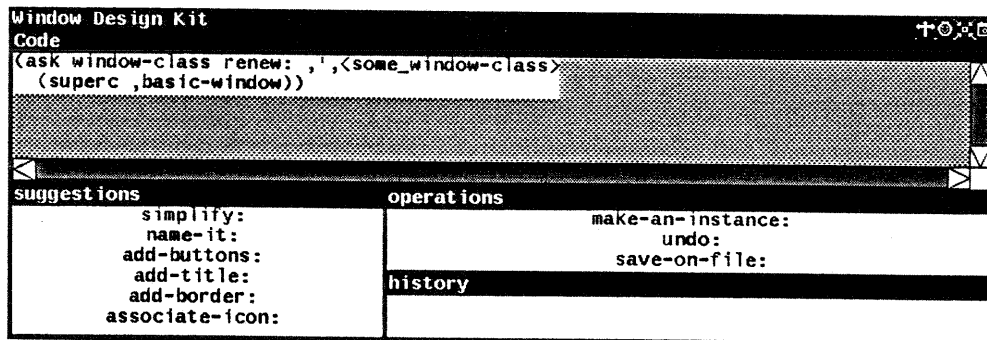 Window Design Kit
Code
(ask window-class renew: ,',<some_window-class>
(superc ,basic-window))
suggestions
simplify:
name-it:
add-buttons:
add-title:
add-border:
associate-icon:
operations
make-an-instance:
undo:
save-on-file:
history